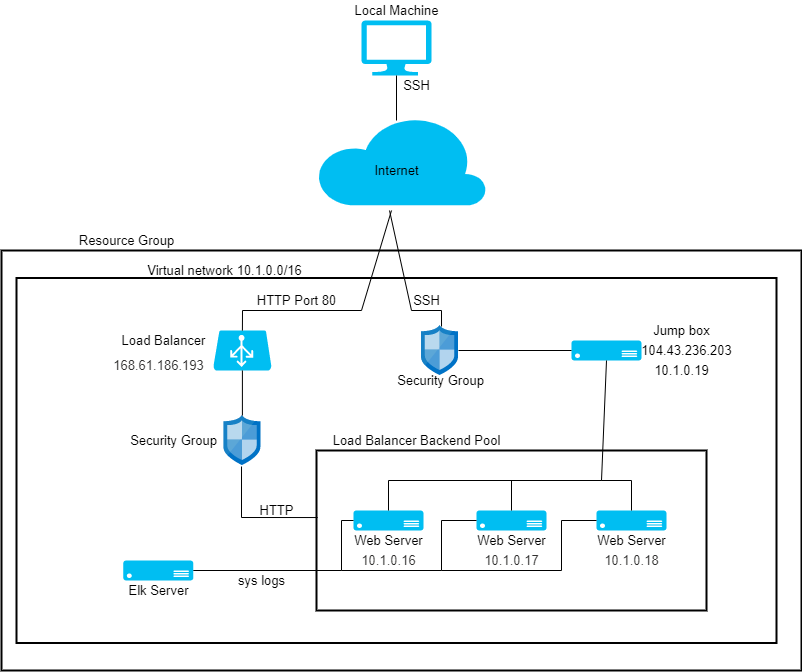 Local Machine
SSH
Internet
Resource Group
Virtual network 10.1.0.0/16
HTTP Port 80
SSH
Load Balancer
168.61.186.193
Security Group
Jump box
104.43.236.203
10.1.0.19
Security Group
Load Balancer Backend Pool
HTTP
Web Server
10.1.0.16
Web Server
10.1.0.17
Web Server
10.1.0.18
sys logs
Elk Server